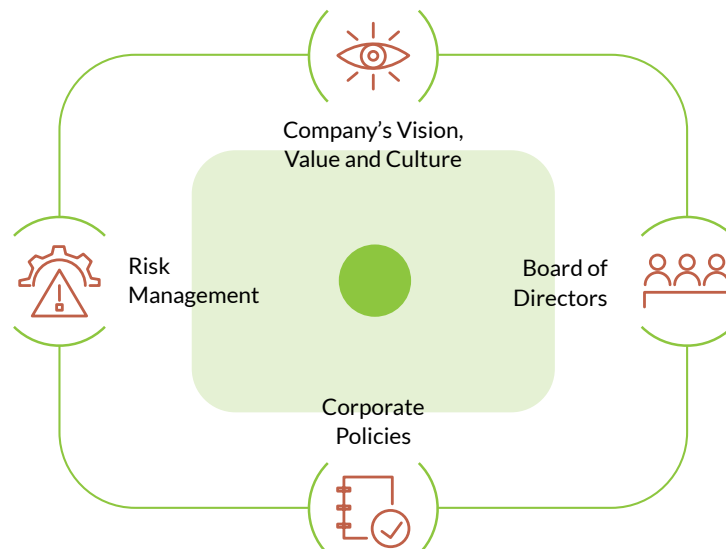 Company’s Vision,
Value and Culture
Risk
Management
Board of
Directors
Corporate
Policies